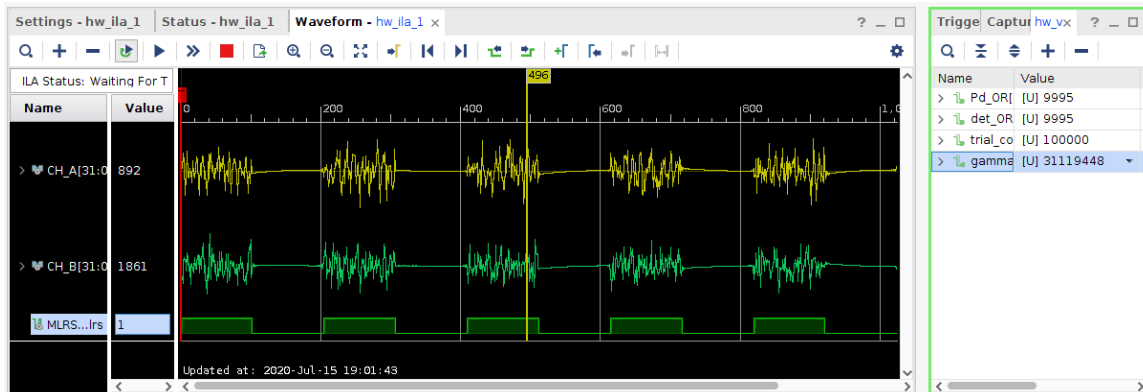 Settings - hw_ila_1 Status - hw_ila_1 Waveform - hw_ila_1 × ? _ □
ILA Status: Waiting For T
Name Value
496
0 200 400 600 800 1,0
CH_A[31:0 892
CH_B[31:0 1861
MLRS...lrs 1
Updated at: 2020-Jul-15 19:01:43
Trigge Captur hw_v× ? _ □
Name Value
Pd_OR[ [U] 9995
det_OR [U] 9995
trial_co [U] 100000
gamma [U] 31119448